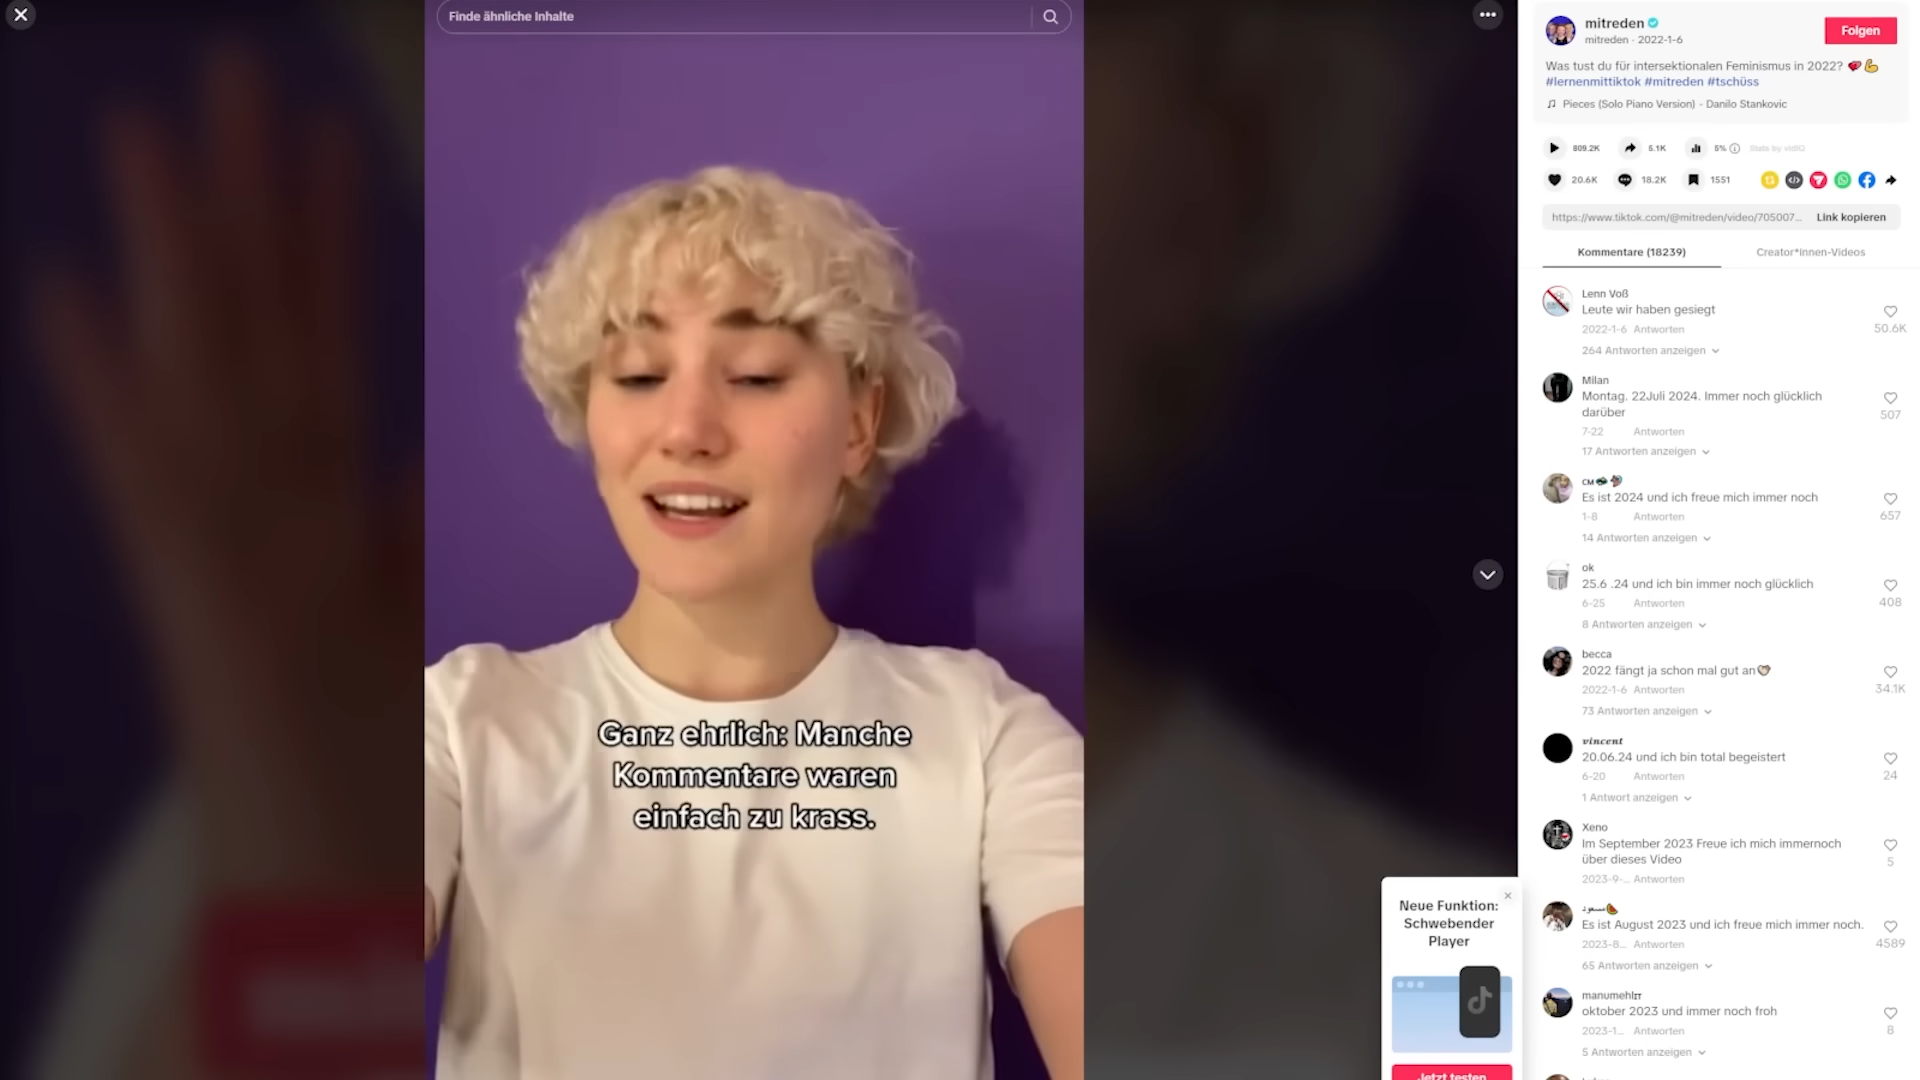 Finde ähnliche Inhalte
Ganz ehrlich: Manche
Kommentare waren
einfach zu krass.
mitreden
mitreden · 2022-1-6
Folgen
Was tust du für intersektionalen Feminismus in 2022?
#lernenmittiktok #mitreden #tschüss
Pieces (Solo Piano Version) - Danilo Stankovic
809.2K 5.1K 5% Stats by vidIQ
20.6K 18.2K 1551
https://www.tiktok.com/@mitreden/video/705007... Link kopieren
Kommentare (18239) Creator*innen-Videos
Lenn Voß
Leute wir haben gesiegt
2022-1-6 Antworten
50.6K
264 Antworten anzeigen
Milan
Montag. 22Juli 2024. Immer noch glücklich
darüber
507
7-22 Antworten
17 Antworten anzeigen
CM
Es ist 2024 und ich freue mich immer noch
1-8 Antworten
657
14 Antworten anzeigen
ok
25.6 .24 und ich bin immer noch glücklich
6-25 Antworten
408
8 Antworten anzeigen
becca
2022 fängt ja schon mal gut an
2022-1-6 Antworten
34.1K
73 Antworten anzeigen
vincent
20.06.24 und ich bin total begeistert
6-20 Antworten
24
1 Antwort anzeigen
Xeno
Im September 2023 Freue ich mich immernoch
über dieses Video
5
2023-9-... Antworten
مسعود
Es ist August 2023 und ich freue mich immer noch.
2023-8... Antworten
4589
65 Antworten anzeigen
oktober 2023 und immer noch froh
2023-1... Antworten
8
5 Antworten anzeigen
Neue Funktion:
Schwebender
Player
Jetzt testen